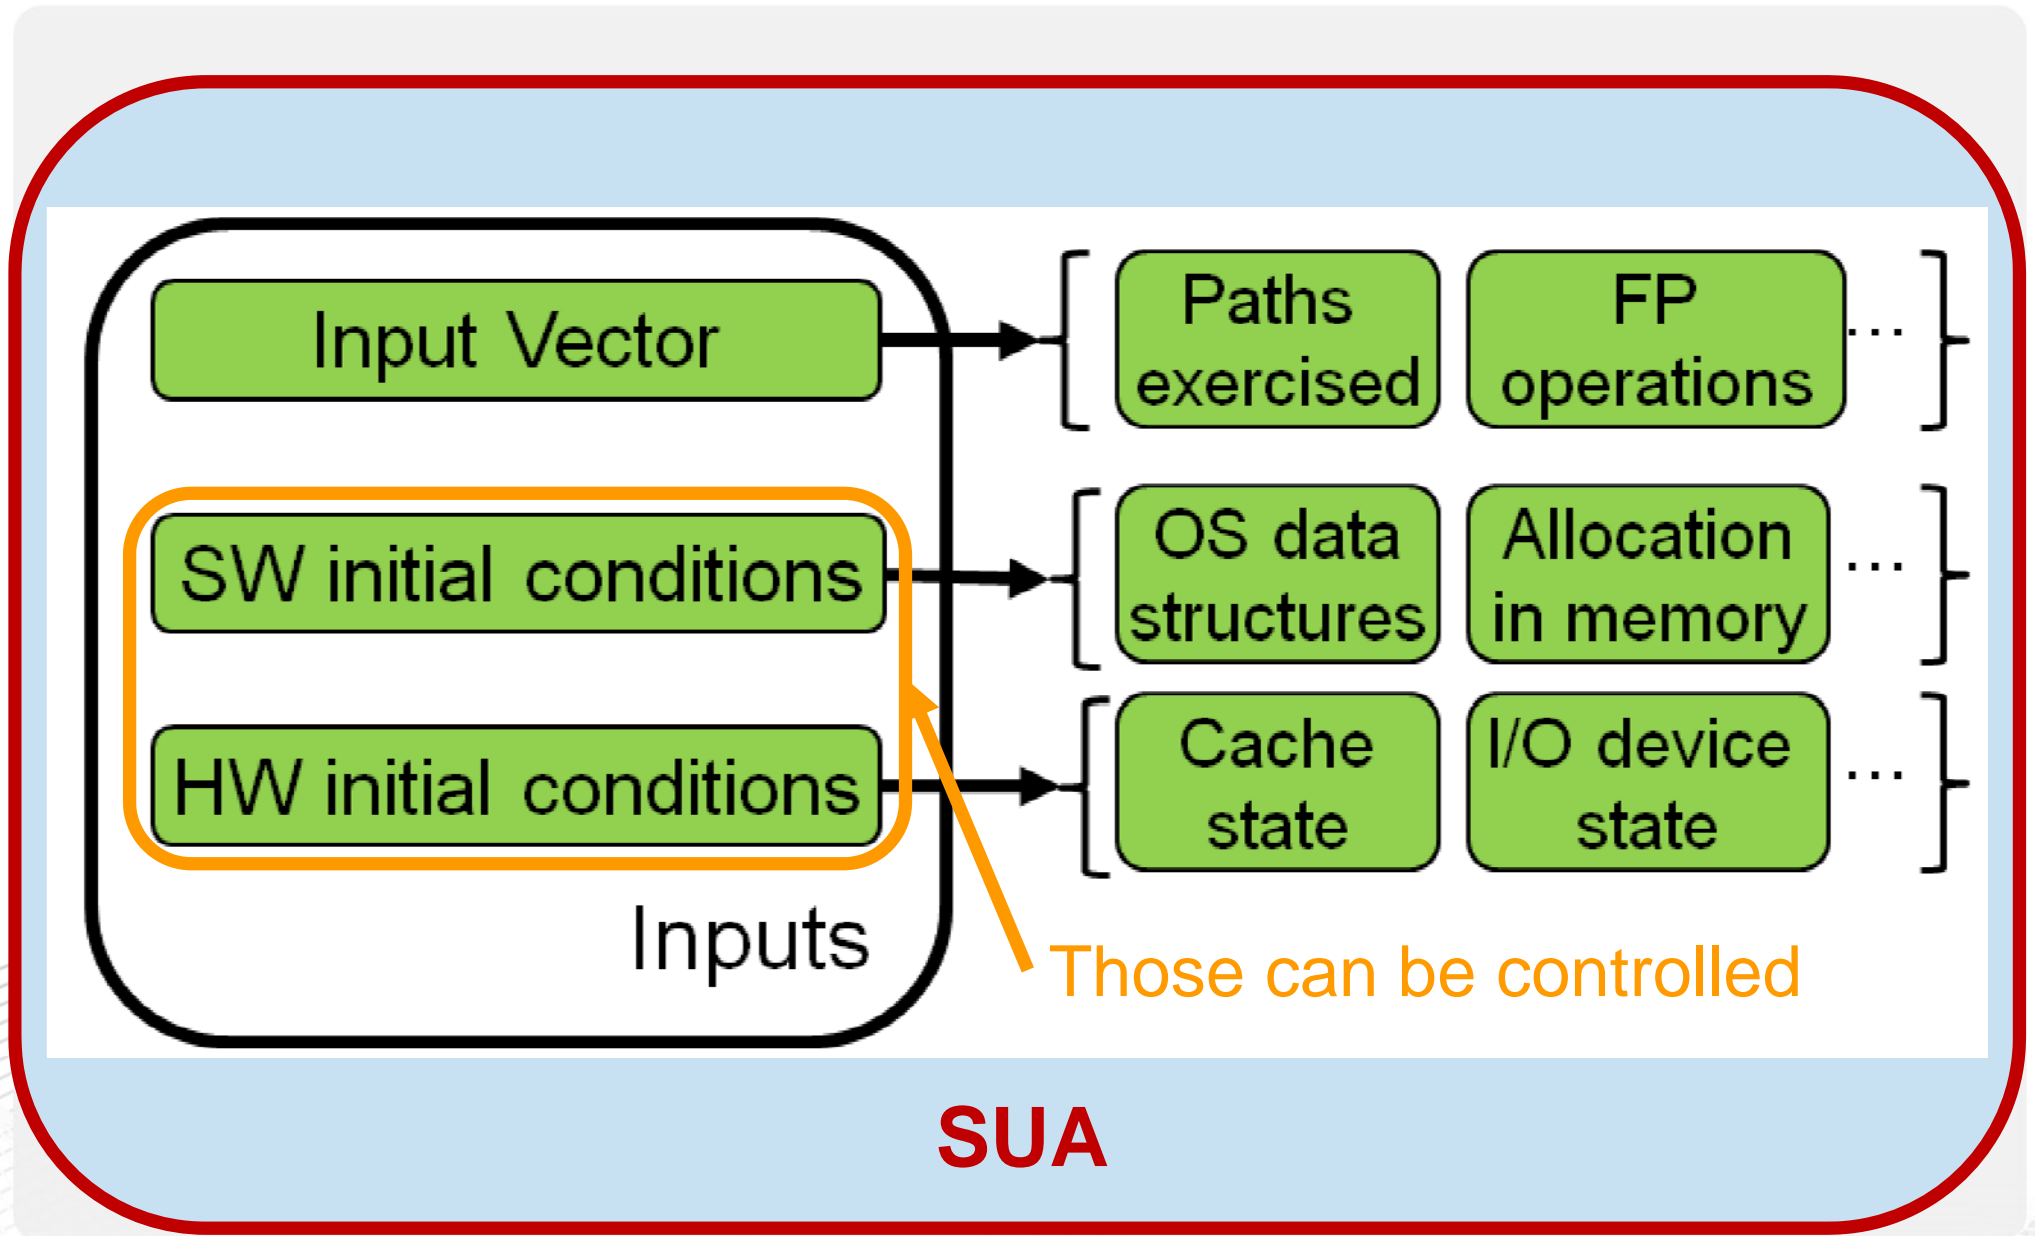 Input Vector
Paths
exercised
FP
operations
...
SW initial conditions
OS data
structures
Allocation
in memory
...
HW initial conditions
Cache
state
I/O device
state
...
Inputs
Those can be controlled
SUA